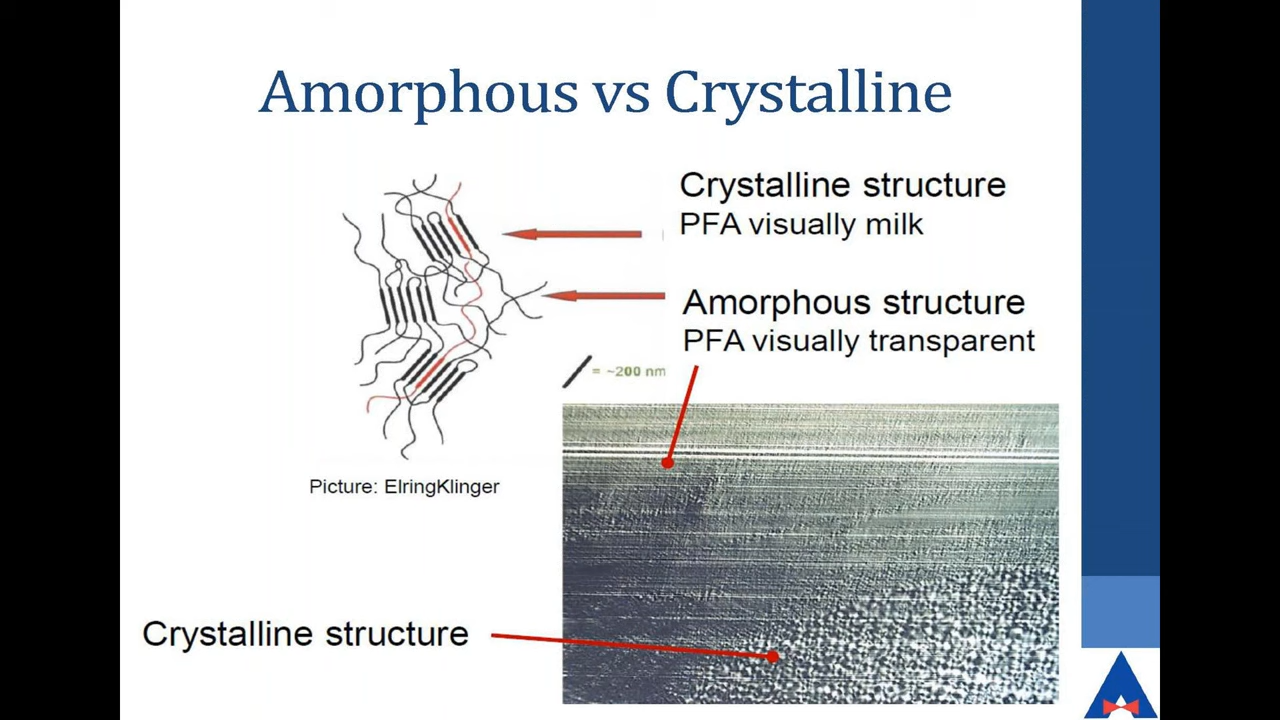 Amorphous vs Crystalline
Crystalline structure
PFA visually milk
Amorphous structure
PFA visually transparent
= ~200 nm
Picture: ElringKlinger
Crystalline structure